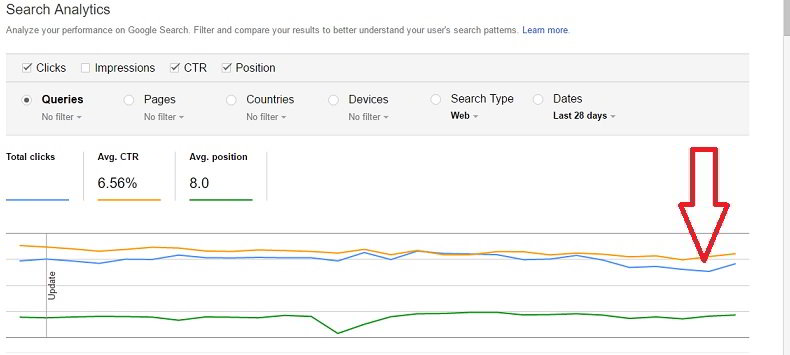 Search Analytics
Analyze your performance on Google Search. Filter and compare your results to better understand your user's search patterns. Learn more.
Clicks Impressions CTR Position
Queries Pages Countries Devices Search Type Dates
No filter No filter No filter No filter Web Last 28 days
Total clicks Avg. CTR Avg. position
6.56% 8.0
Update